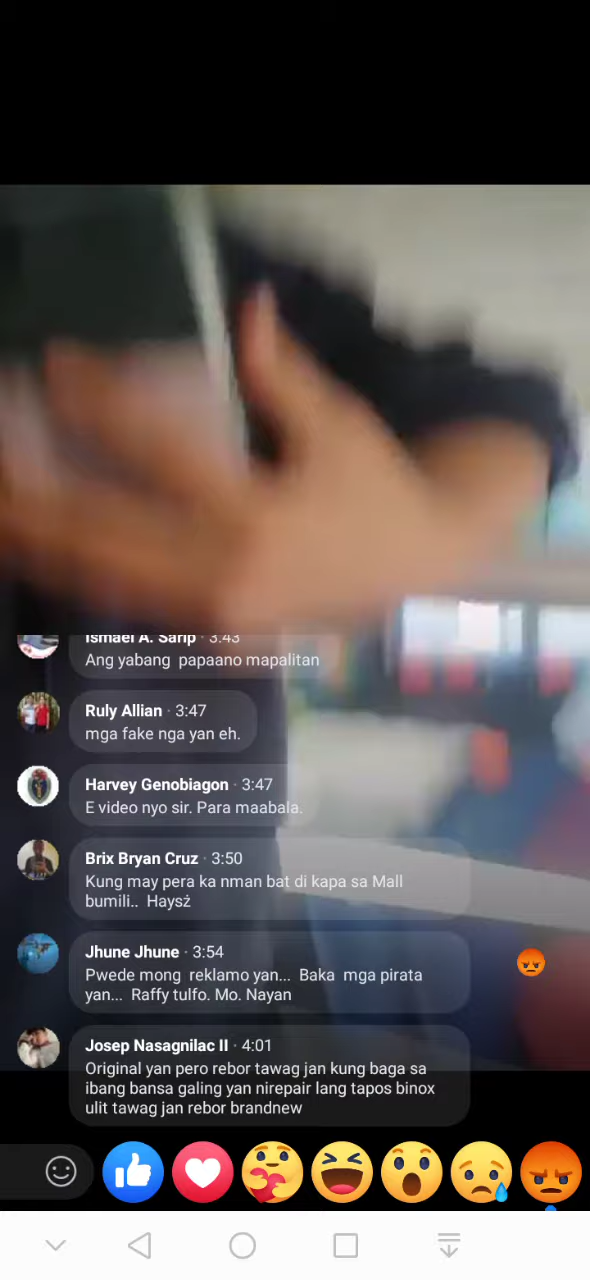 Ismael A. Sarip · 3:43
Ang yabang papaano mapalitan
Ruly Allian · 3:47
mga fake nga yan eh.
Harvey Genobiagon · 3:47
E video nyo sir. Para maabala.
Brix Bryan Cruz · 3:50
Kung may pera ka nman bat di kapa sa Mall
bumili.. Haysż
Jhune Jhune · 3:54
Pwede mong reklamo yan... Baka mga pirata
yan... Raffy tulfo. Mo. Nayan
Josep Nasagnilac II · 4:01
Original yan pero rebor tawag jan kung baga sa
ibang bansa galing yan nirepair lang tapos binox
ulit tawag jan rebor brandnew